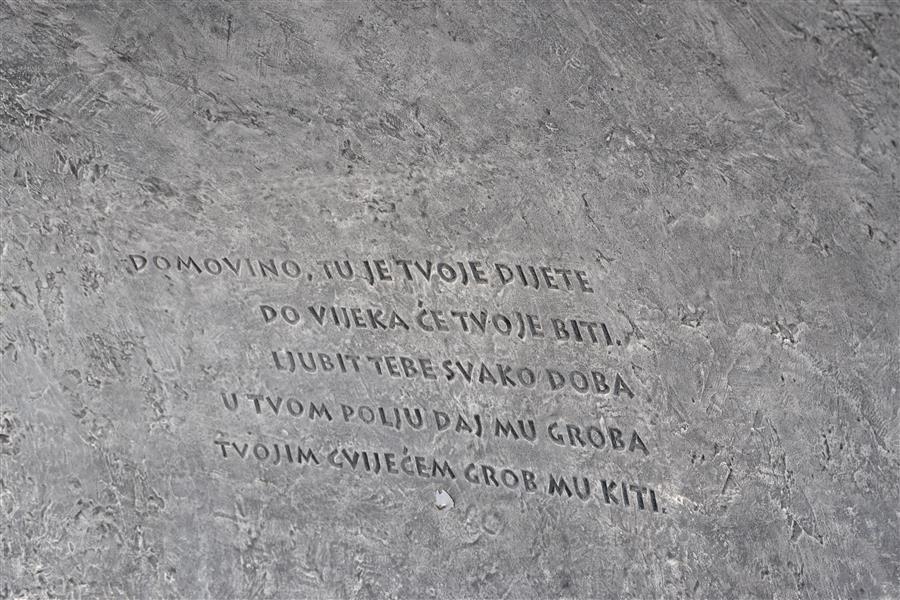 DOMOVINO, TU JE TVOJE DIJETE
DO VIJEKA ĆE TVOJE BITI,
LJUBIT TEBE SVAKO DOBA
U TVOM POLJU DAJ MU GROBA
TVOJIM CVIJEĆEM GROB MU KITI.